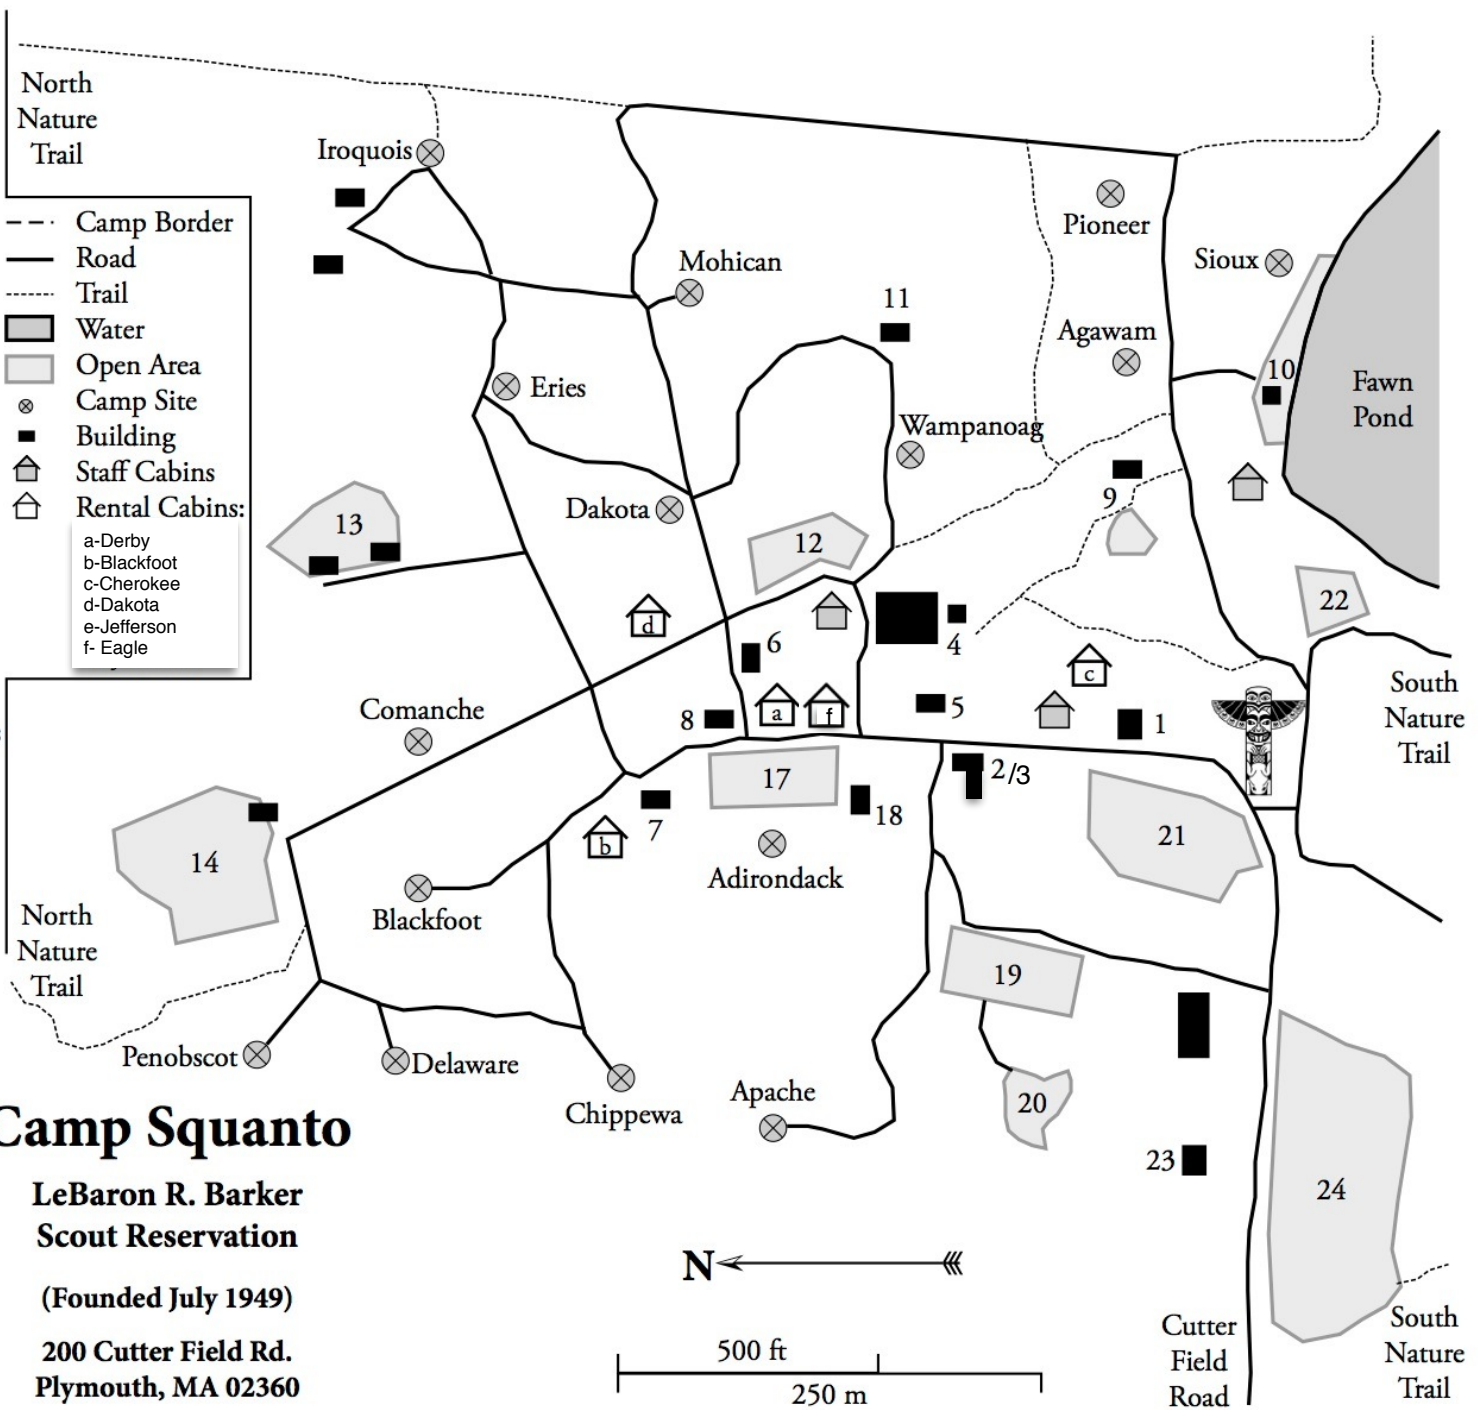 North
Nature
Trail
Camp Border
Road
Trail
Water
Open Area
Camp Site
Building
Staff Cabins
Rental Cabins:
a-Derby
b-Blackfoot
c-Cherokee
d-Dakota
e-Jefferson
f- Eagle
Iroquois
Mohican
Pioneer
Sioux
11
Agawam
10
Fawn
Pond
Eries
Wampanoag
9
Dakota
13
12
22
d
6
4
c
South
Nature
Trail
Comanche
8
a
f
5
1
17
2/3
18
7
b
21
14
Adirondack
Blackfoot
North
Nature
Trail
19
Penobscot
Delaware
Chippewa
Apache
20
23
24
Camp Squanto
LeBaron R. Barker
Scout Reservation
(Founded July 1949)
200 Cutter Field Rd.
Plymouth, MA 02360
N
500 ft
250 m
Cutter
Field
Road
South
Nature
Trail